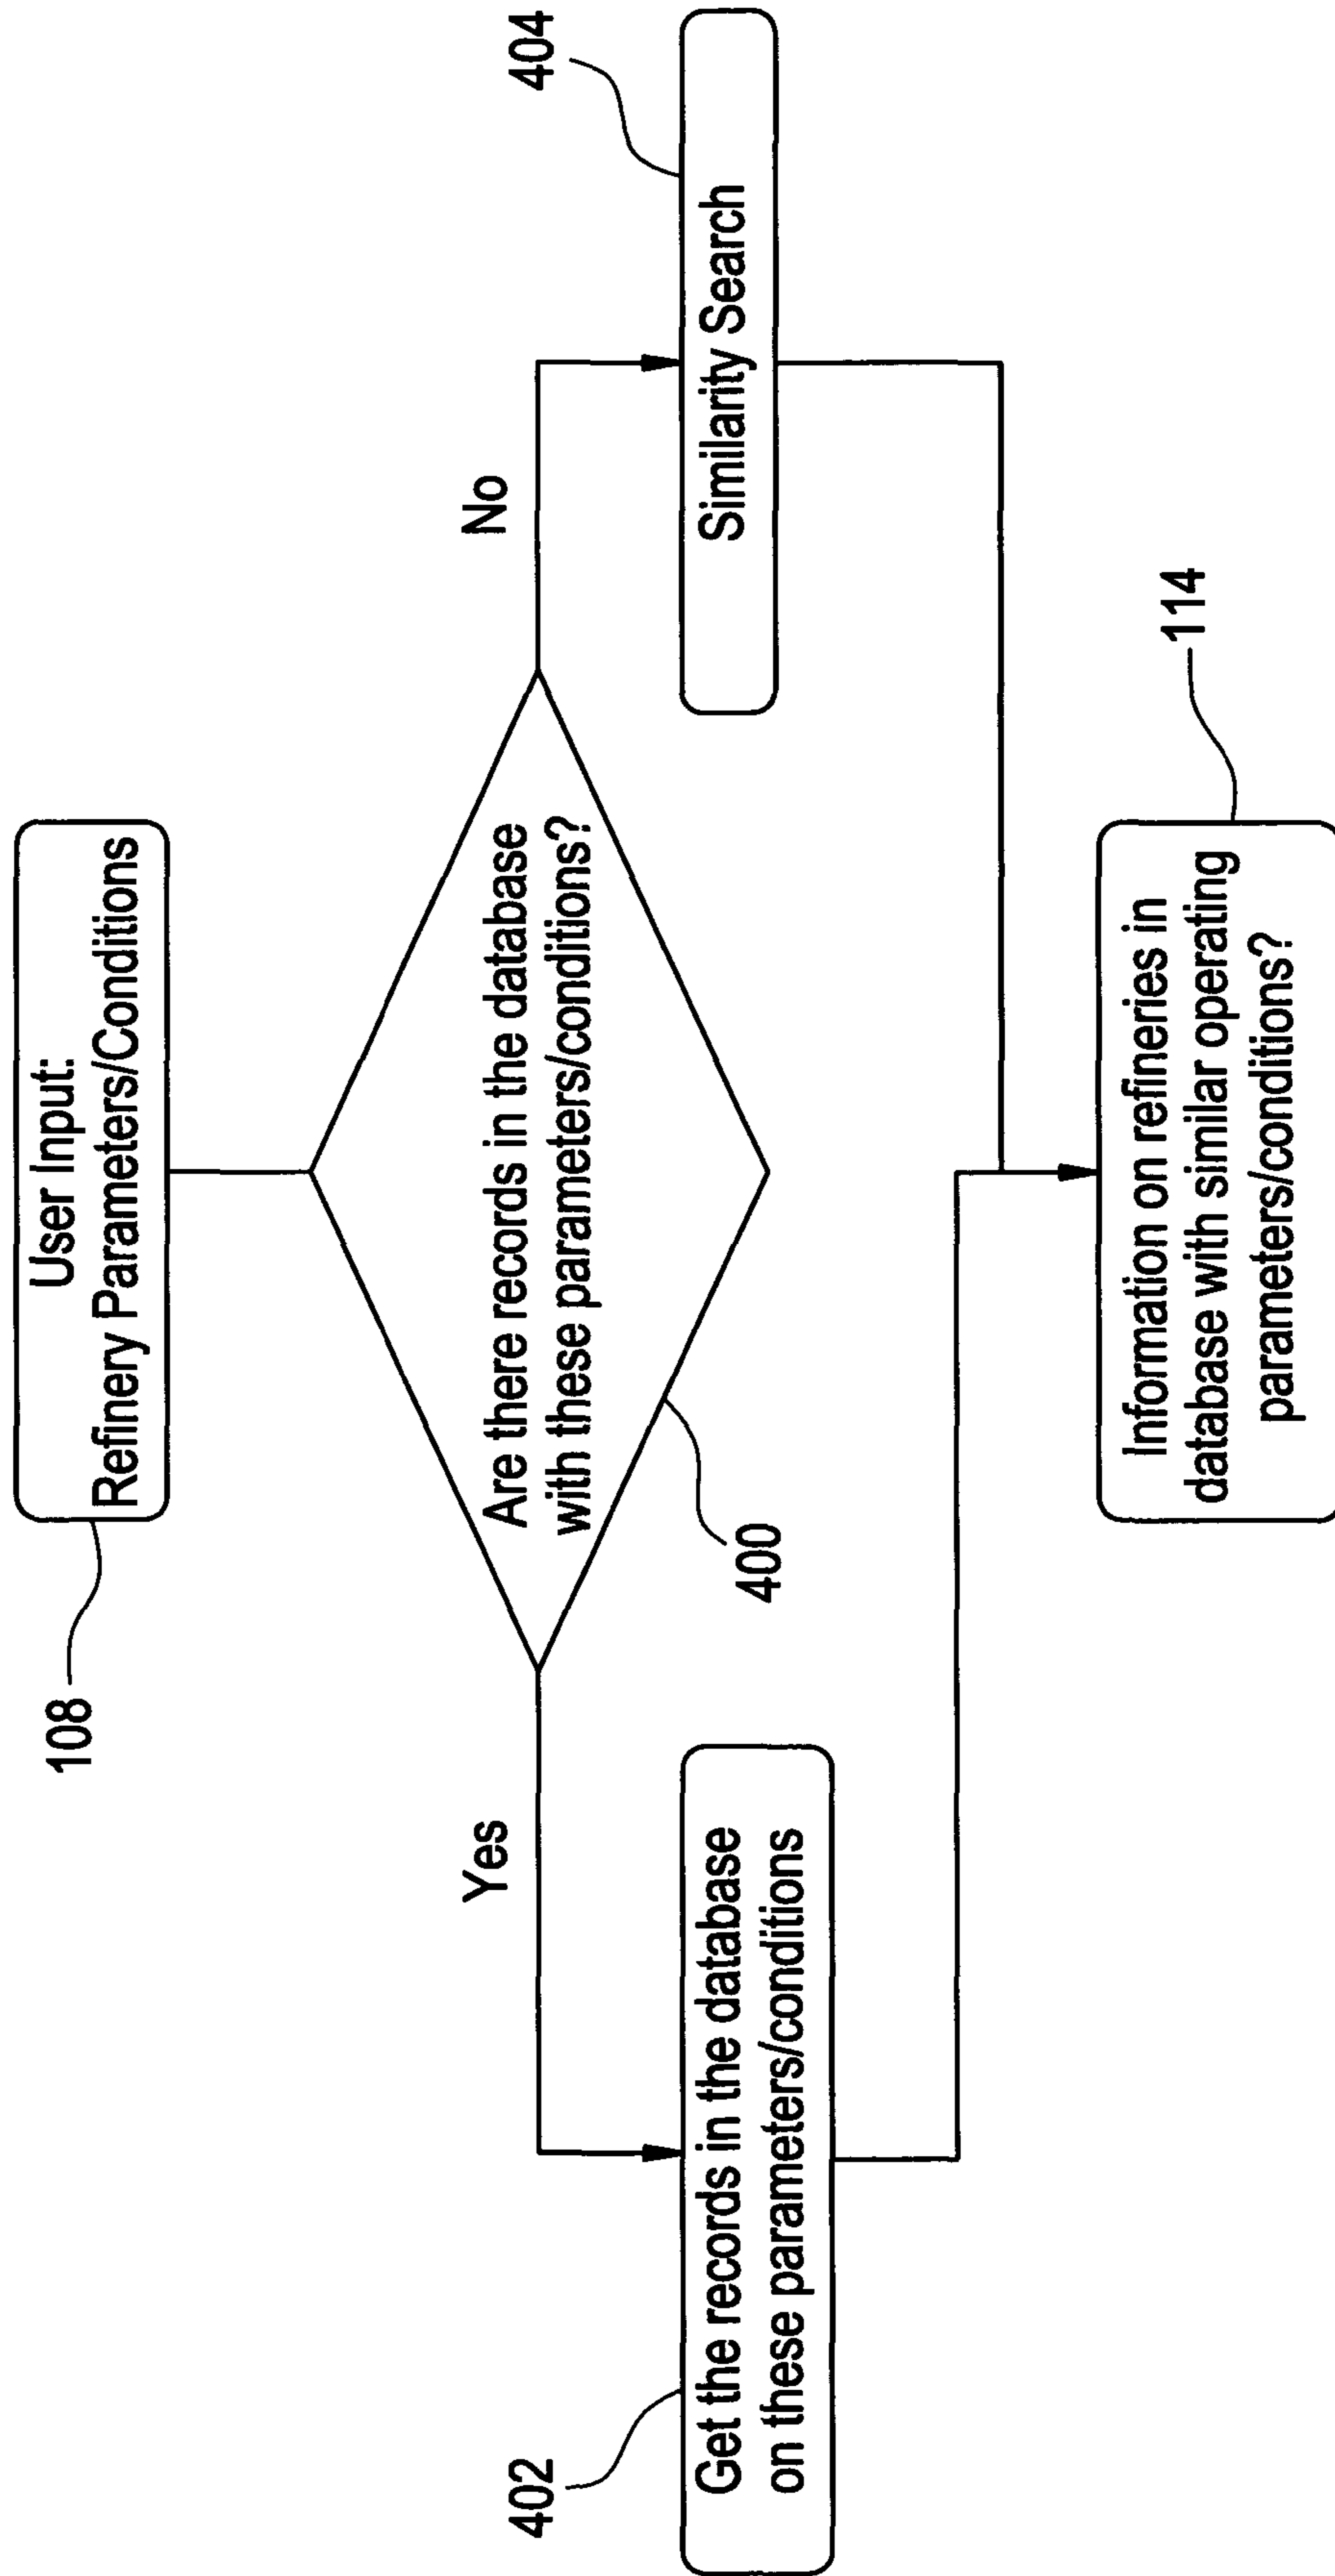 108
User Input:
Refinery Parameters/Conditions
Are there records in the database
with these parameters/conditions?
400
Yes
No
402
Get the records in the database
on these parameters/conditions
404
Similarity Search
114
Information on refineries in
database with similar operating
parameters/conditions?